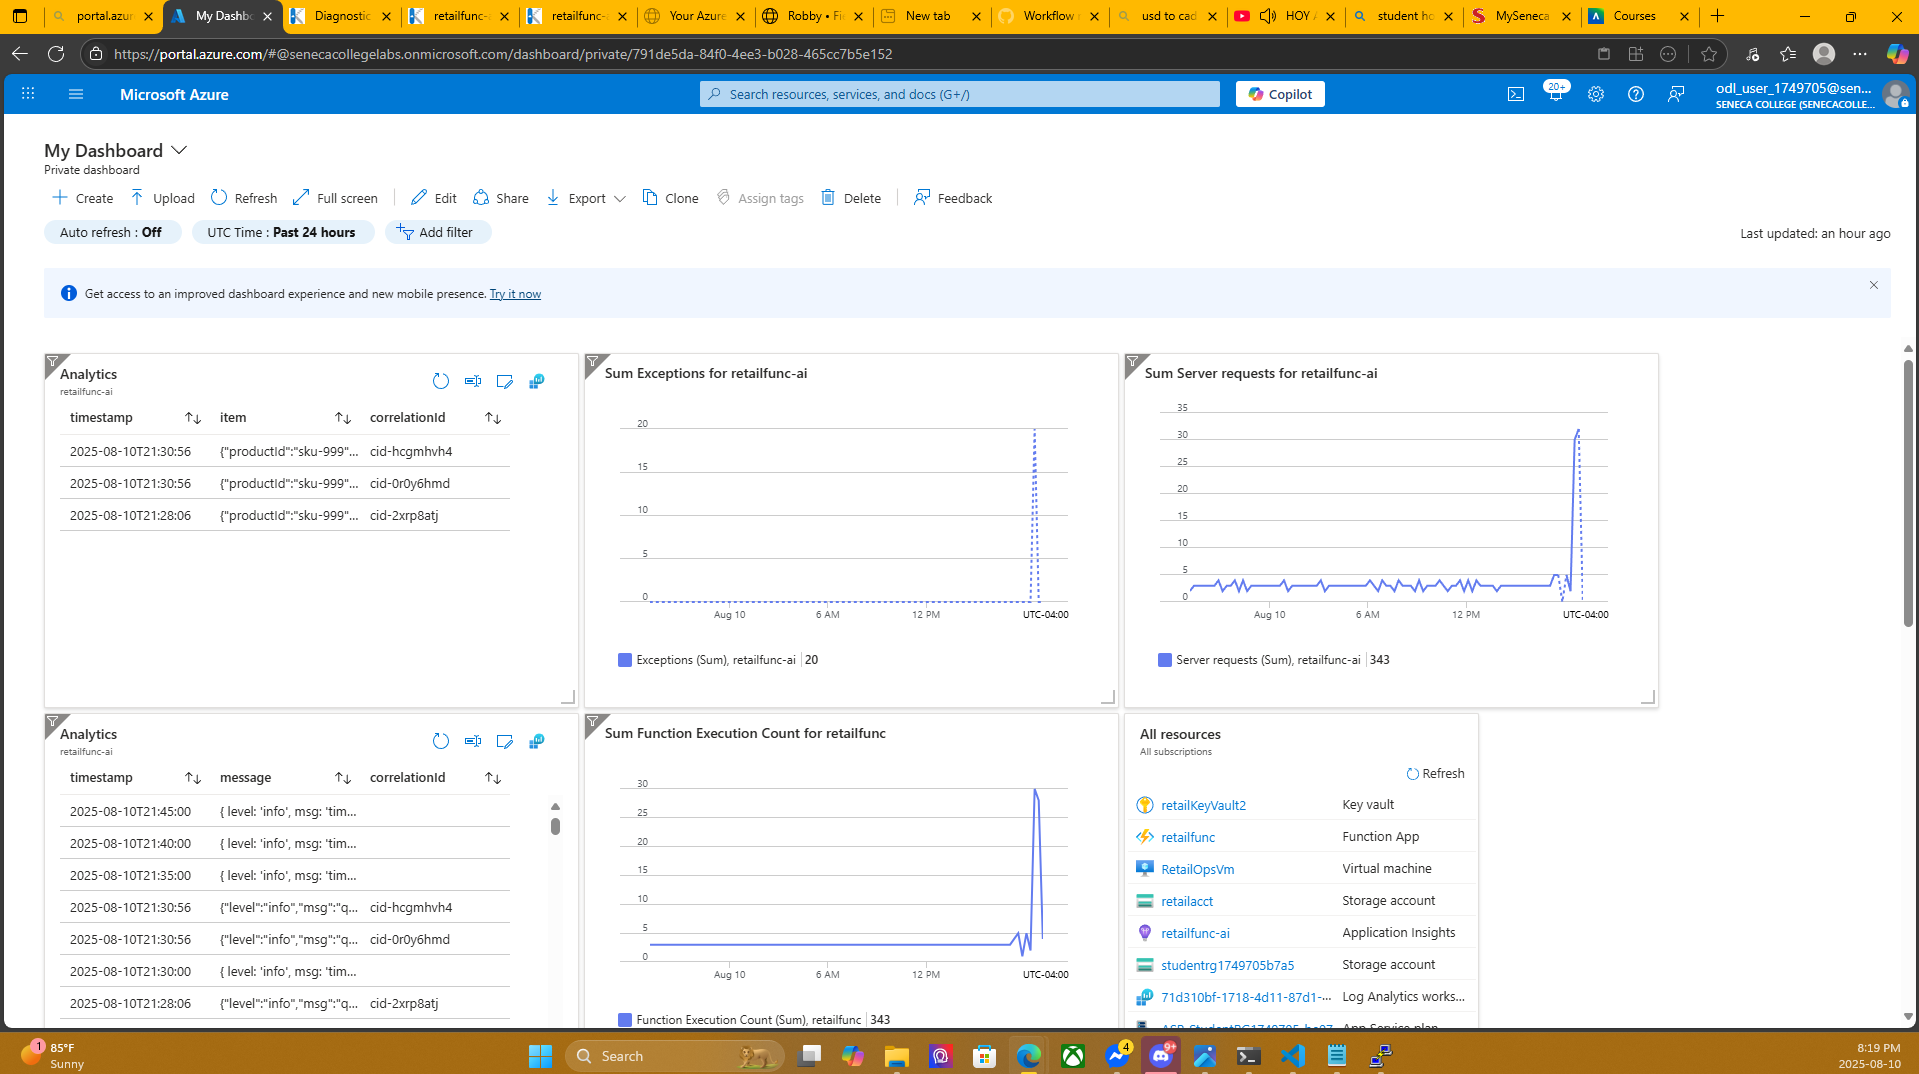 portal.azur
My Dashbo
Diagnostic
retailfunc-
retailfunc-
Your Azure
Robby • Fi
New tab
Workflow r
usd to cad
HOY
student ho
MySeneca
Courses
https://portal.azure.com/#@senecacollegelabs.onmicrosoft.com/dashboard/private/791de5da-84f0-4ee3-b028-465cc7b5e152
Microsoft Azure
Search resources, services, and docs (G+/)
Copilot
20+
odl_user_1749705@sen...
SENECA COLLEGE (SENECACOLLE...
My Dashboard
Private dashboard
Create
Upload
Refresh
Full screen
Edit
Share
Export
Clone
Assign tags
Delete
Feedback
Auto refresh : Off
UTC Time : Past 24 hours
Add filter
Last updated: an hour ago
Get access to an improved dashboard experience and new mobile presence. Try it now
Analytics
retailfunc-ai
timestamp item correlationId
2025-08-10T21:30:56 {"productId":"sku-999"... cid-hcgmhvh4
2025-08-10T21:30:56 {"productId":"sku-999"... cid-0r0y6hmd
2025-08-10T21:28:06 {"productId":"sku-999"... cid-2xrp8atj
Sum Exceptions for retailfunc-ai
20
15
10
5
0
Aug 10 6 AM 12 PM UTC-04:00
Exceptions (Sum), retailfunc-ai 20
Sum Server requests for retailfunc-ai
35
30
25
20
15
10
5
0
Aug 10 6 AM 12 PM UTC-04:00
Server requests (Sum), retailfunc-ai 343
Analytics
retailfunc-ai
timestamp message correlationId
2025-08-10T21:45:00 { level: 'info', msg: 'tim...
2025-08-10T21:40:00 { level: 'info', msg: 'tim...
2025-08-10T21:35:00 { level: 'info', msg: 'tim...
2025-08-10T21:30:56 {"level":"info","msg":"q... cid-hcgmhvh4
2025-08-10T21:30:56 {"level":"info","msg":"q... cid-0r0y6hmd
2025-08-10T21:30:00 { level: 'info', msg: 'tim...
2025-08-10T21:28:06 {"level":"info","msg":"q... cid-2xrp8atj
Sum Function Execution Count for retailfunc
30
25
20
15
10
5
0
Aug 10 6 AM 12 PM UTC-04:00
Function Execution Count (Sum), retailfunc 343
All resources
All subscriptions
Refresh
retailKeyVault2 Key vault
retailfunc Function App
RetailOpsVm Virtual machine
retailacct Storage account
retailfunc-ai Application Insights
studentrg1749705b7a5 Storage account
71d310bf-1718-4d11-87d1-... Log Analytics works...
1
85°F
Sunny
Search
4
9+
8:19 PM
2025-08-10